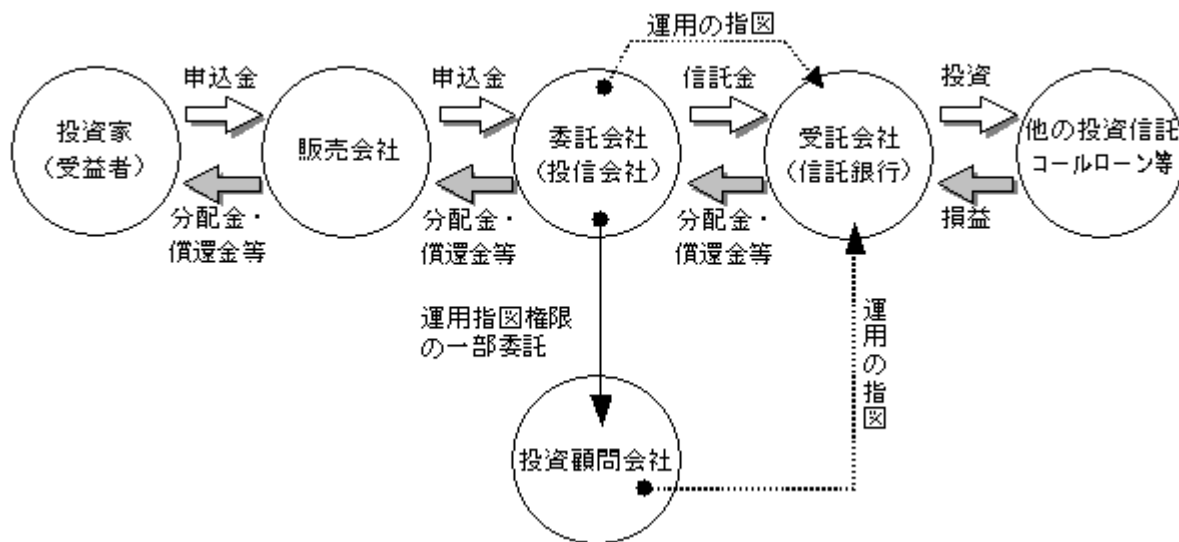 運用の指図
申込金
申込金
信託金
投資
投資家
(受益者)
販売会社
委託会社
(投信会社)
受託会社
(信託銀行)
他の投資信託
コールローン等
分配金・
償還金等
分配金・
償還金等
分配金・
償還金等
損益
運用指図権限
の一部委託
運用の指図
投資顧問会社